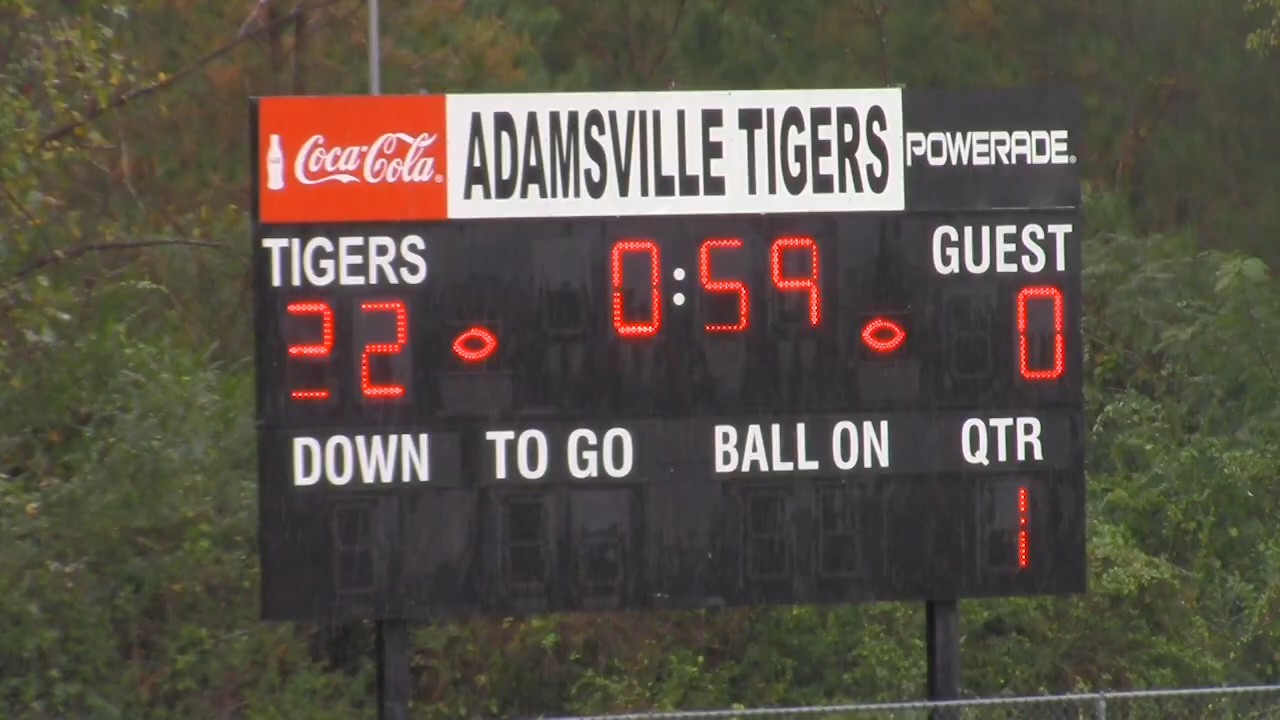 Coca-Cola
ADAMSVILLE TIGERS
POWERADE
TIGERS
0:59
GUEST
22
0
DOWN
TO GO
BALL ON
QTR
1